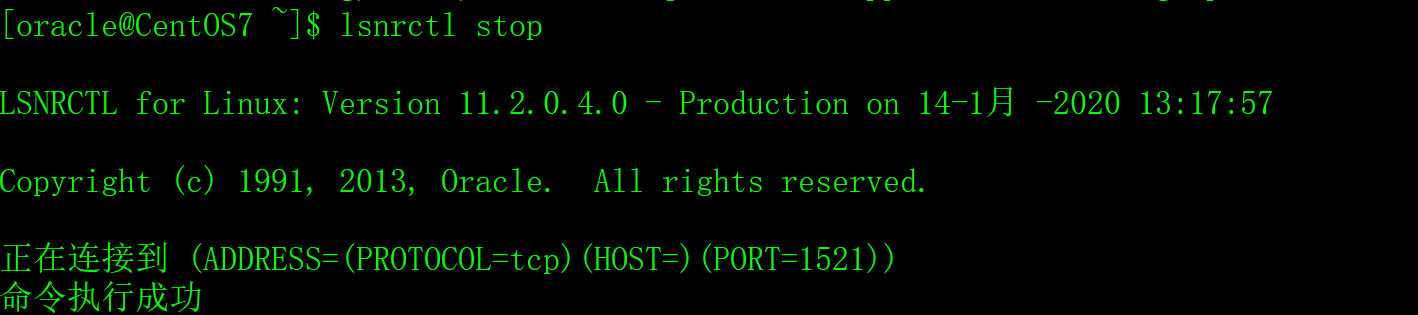 [oracle@CentOS7 ~]$ lsnrctl stop
LSNRCTL for Linux: Version 11.2.0.4.0 - Production on 14-1月 -2020 13:17:57
Copyright (c) 1991, 2013, Oracle.  All rights reserved.
正在连接到 (ADDRESS=(PROTOCOL=tcp)(HOST=)(PORT=1521))
命令执行成功